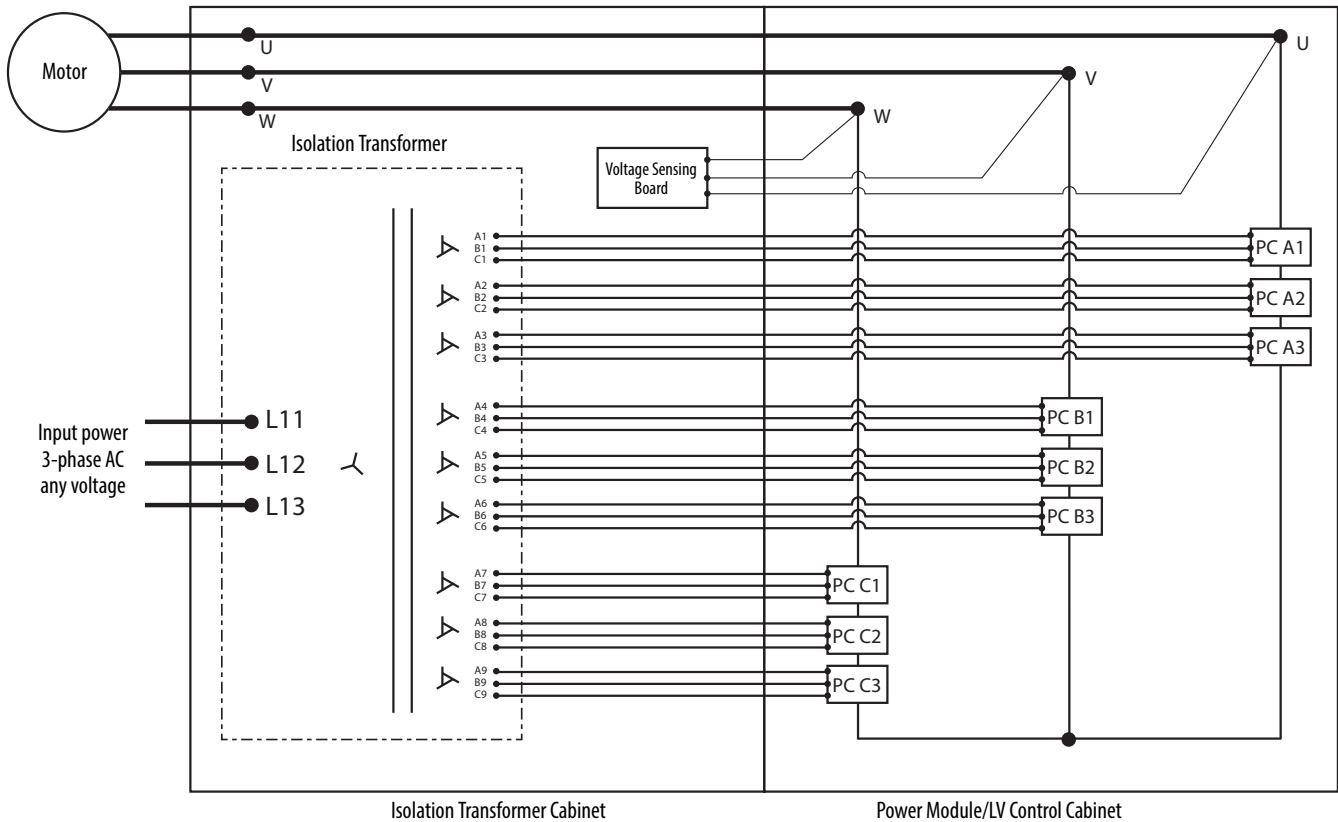 Motor
U
V
W
U
V
W
Isolation Transformer
Voltage Sensing
Board
A1
B1
C1
PC A1
A2
B2
C2
PC A2
A3
B3
C3
PC A3
A4
B4
C4
PC B1
A5
B5
C5
PC B2
A6
B6
C6
PC B3
A7
B7
C7
PC C1
A8
B8
C8
PC C2
A9
B9
C9
PC C3
Input power
3-phase AC
any voltage
L11
L12
L13
Isolation Transformer Cabinet
Power Module/LV Control Cabinet